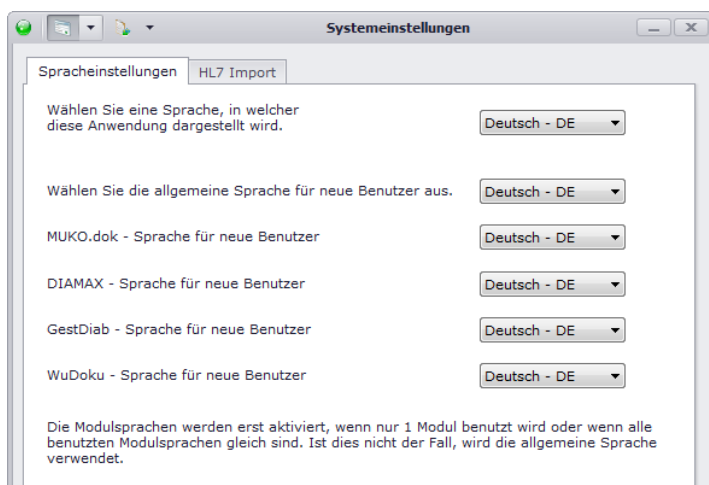 Systemeinstellungen
Spracheinstellungen
HL7 Import
Wählen Sie eine Sprache, in welcher
diese Anwendung dargestellt wird.
Deutsch - DE
Wählen Sie die allgemeine Sprache für neue Benutzer aus.
Deutsch - DE
MUKO.dok - Sprache für neue Benutzer
Deutsch - DE
DIAMAX - Sprache für neue Benutzer
Deutsch - DE
GestDiab - Sprache für neue Benutzer
Deutsch - DE
WuDoku - Sprache für neue Benutzer
Deutsch - DE
Die Modulsprachen werden erst aktiviert, wenn nur 1 Modul benutzt wird oder wenn alle
benutzten Modulsprachen gleich sind. Ist dies nicht der Fall, wird die allgemeine Sprache
verwendet.